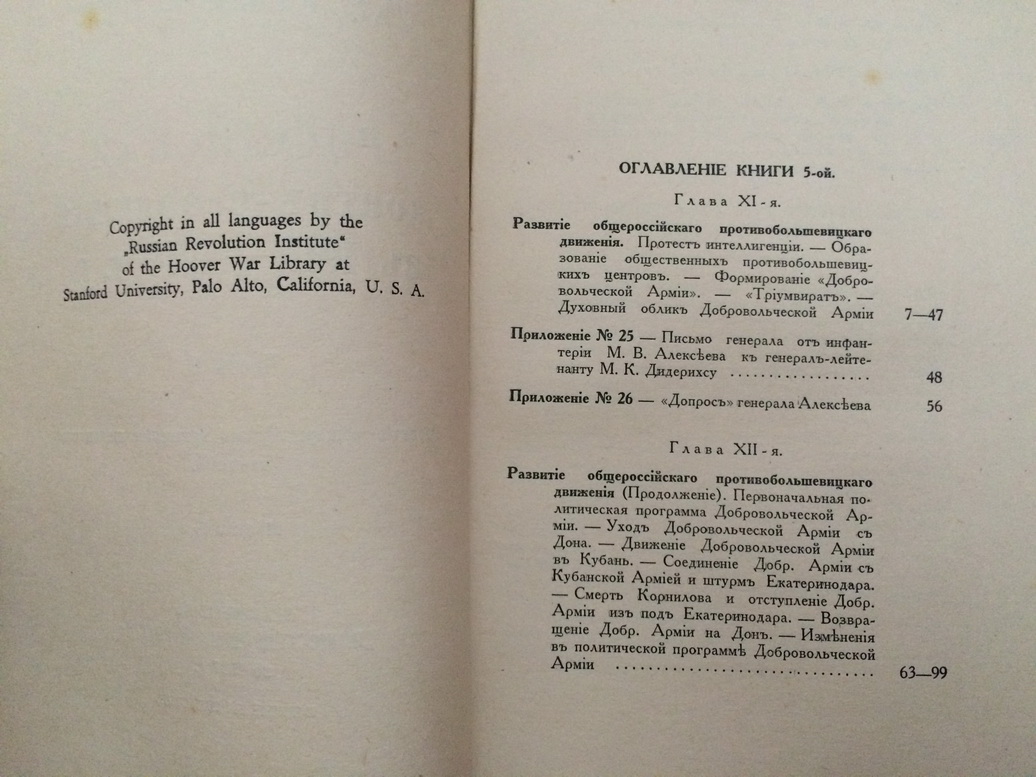 Copyright in all languages by the
„Russian Revolution Institute“
of the Hoover War Library at
Stanford University, Palo Alto, California, U. S. A.
ОГЛАВЛЕНІЕ КНИГИ 5-ой.
Глава XI-я.
Развитіе общероссійскаго противобольшевицкаго
движенія. Протестъ интеллигенціи. — Обра-
зованіе общественныхъ противобольшевиц-
кихъ центровъ. — Формированіе «Добро-
вольческой Арміи». — «Тріумвиратъ». —
Духовный обликъ Добровольческой Арміи 7—47
Приложеніе № 25 — Письмо генерала отъ инфан-
теріи М. В. Алексѣева къ генералъ-лейте-
нанту М. К. Дидерихсу . . . . . . . . . . . . . . . . . 48
Приложеніе № 26 — «Допросъ» генерала Алексѣева 56
Глава XII-я.
Развитіе общероссійскаго противобольшевицкаго
движенія (Продолженіе). Первоначальная по-
литическая программа Добровольческой Ар-
міи. — Уходъ Добровольческой Арміи съ
Дона. — Движеніе Добровольческой Арміи
въ Кубань. — Соединеніе Добр. Арміи съ
Кубанской Арміей и штурмъ Екатеринодара.
— Смерть Корнилова и отступленіе Добр.
Арміи изъ подъ Екатеринодара. — Возвра-
щеніе Добр. Арміи на Донъ. — Измѣненія
въ политической программѣ Добровольческой
Арміи . . . . . . . . . . . . . . . . . . . . . . . . . . . 63—99